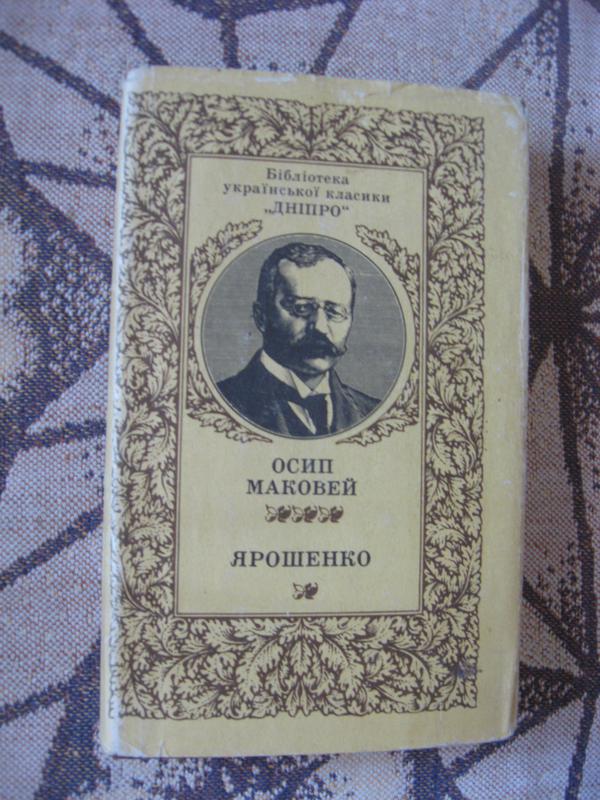 Бібліотека
української класики
„ДНІПРО“
ОСИП
МАКОВЕЙ
ЯРОШЕНКО